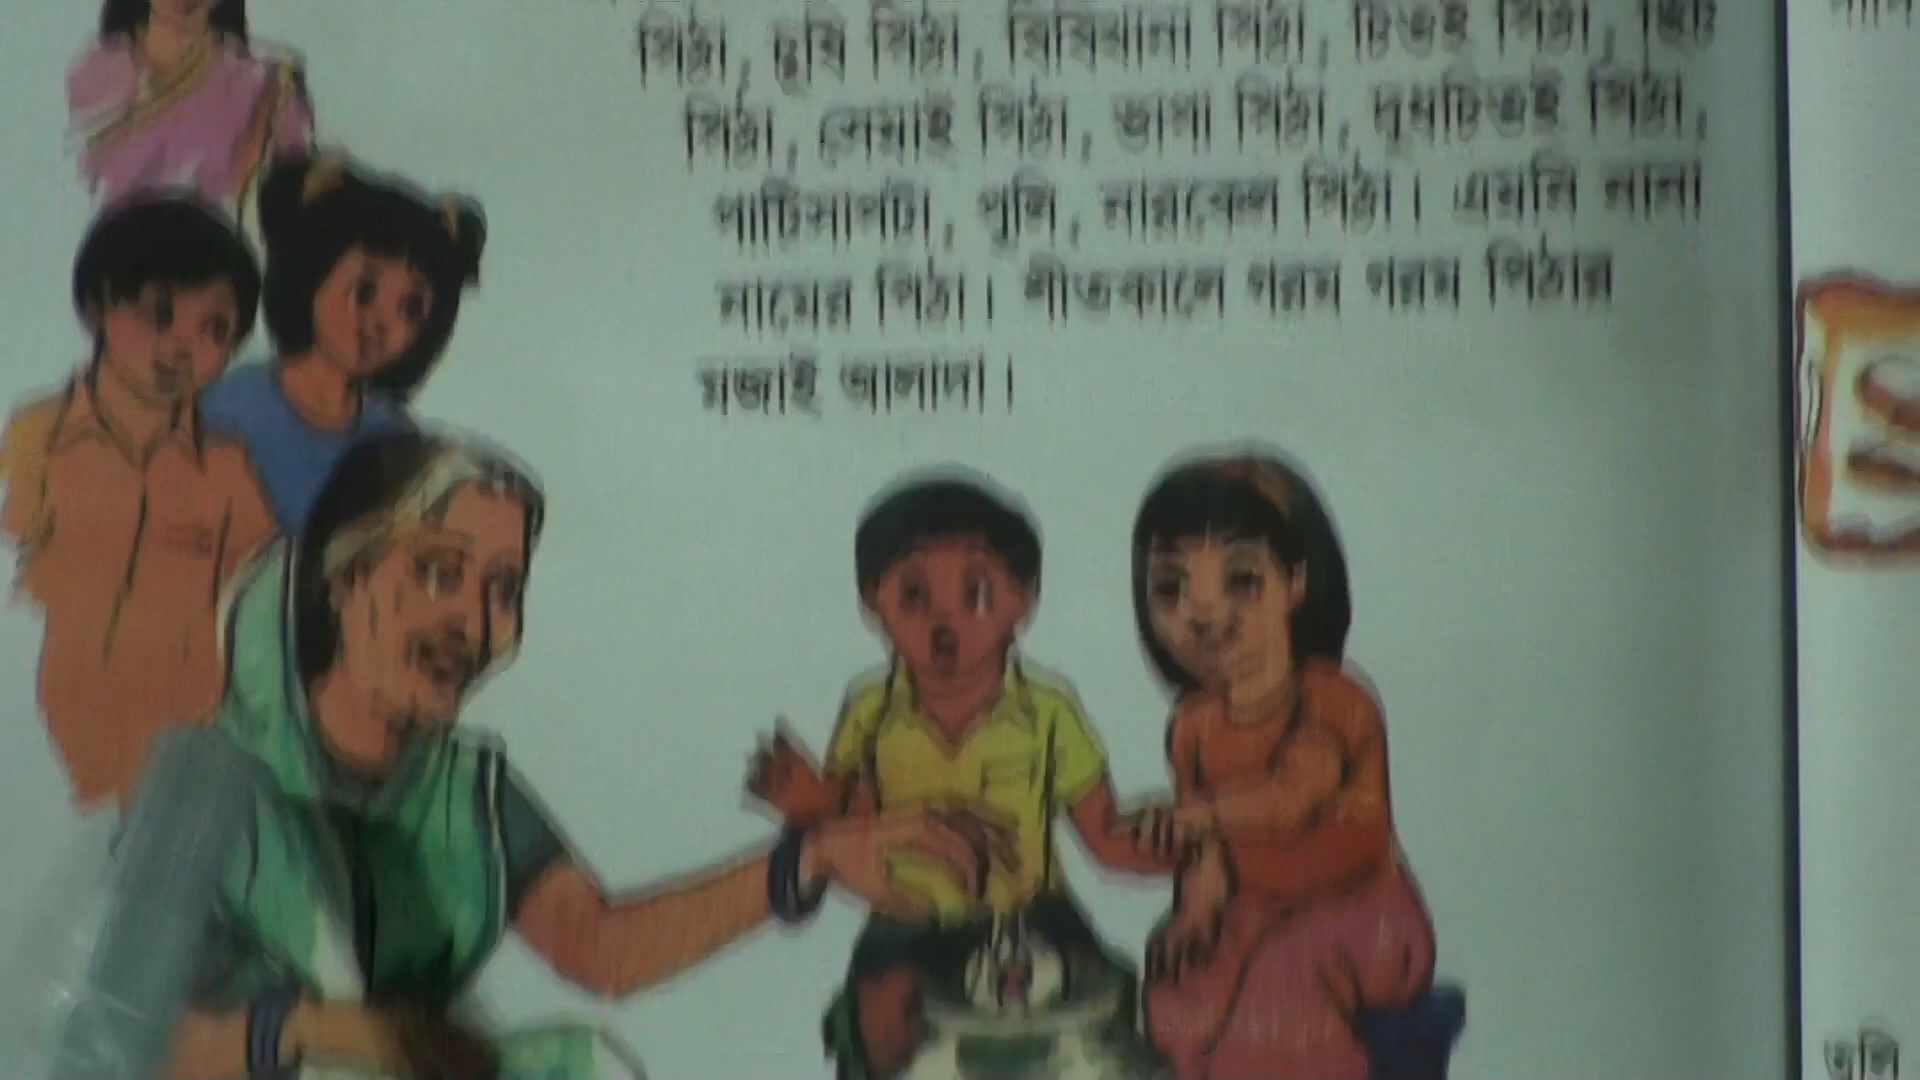 পিঠা, চুষি পিঠা, বিবিখানা পিঠা, চিতই পিঠা,
পিঠা, সেমাই পিঠা, ভাপা পিঠা, দুধচিতই পিঠা,
পাটিসাপটা, পুলি, নারকেল পিঠা। এমনি নানা
নামের পিঠা। শীতকালে গরম গরম পিঠার
মজাই আলাদা।